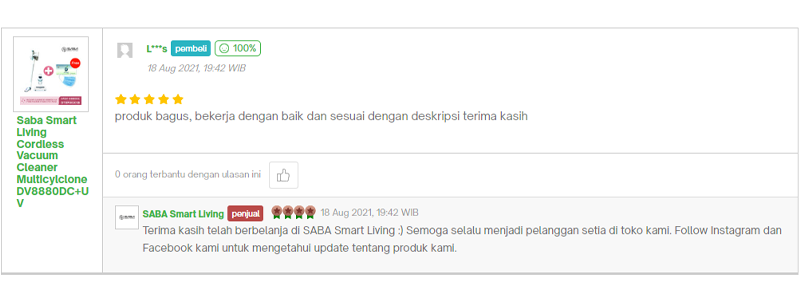 Saba Smart
Living
Cordless
Vacuum
Cleaner
Multicylclone
DV8880DC+U
V
L***s pembeli 100%
18 Aug 2021, 19:42 WIB
produk bagus, bekerja dengan baik dan sesuai dengan deskripsi terima kasih
0 orang terbantu dengan ulasan ini
SABA Smart Living penjual 18 Aug 2021, 19:42 WIB
Terima kasih telah berbelanja di SABA Smart Living :) Semoga selalu menjadi pelanggan setia di toko kami. Follow Instagram dan
Facebook kami untuk mengetahui update tentang produk kami.